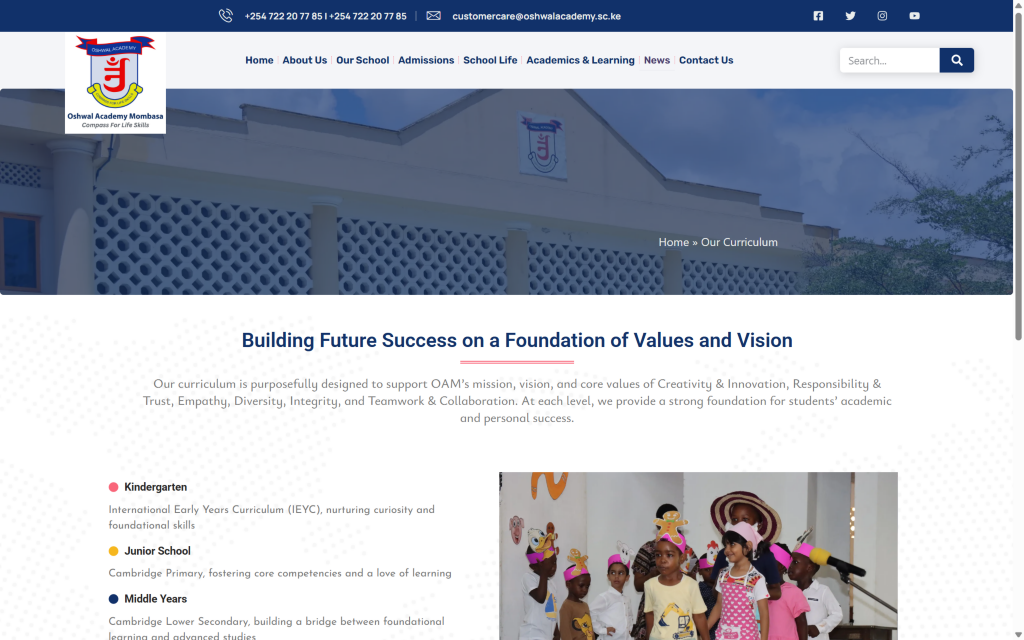 +254 722 20 77 85 I +254 722 20 77 85
customercare@oshwalacademy.sc.ke
OSHWAL ACADEMY
Oshwal Academy Mombasa
Compass For Life Skills
Home
About Us
Our School
Admissions
School Life
Academics & Learning
News
Contact Us
Search...
Home » Our Curriculum
Building Future Success on a Foundation of Values and Vision
Our curriculum is purposefully designed to support OAM's mission, vision, and core values of Creativity & Innovation, Responsibility &
Trust, Empathy, Diversity, Integrity, and Teamwork & Collaboration. At each level, we provide a strong foundation for students' academic
and personal success.
Kindergarten
International Early Years Curriculum (IEYC), nurturing curiosity and
foundational skills
Junior School
Cambridge Primary, fostering core competencies and a love of learning
Middle Years
Cambridge Lower Secondary, building a bridge between foundational
learning and advanced studies